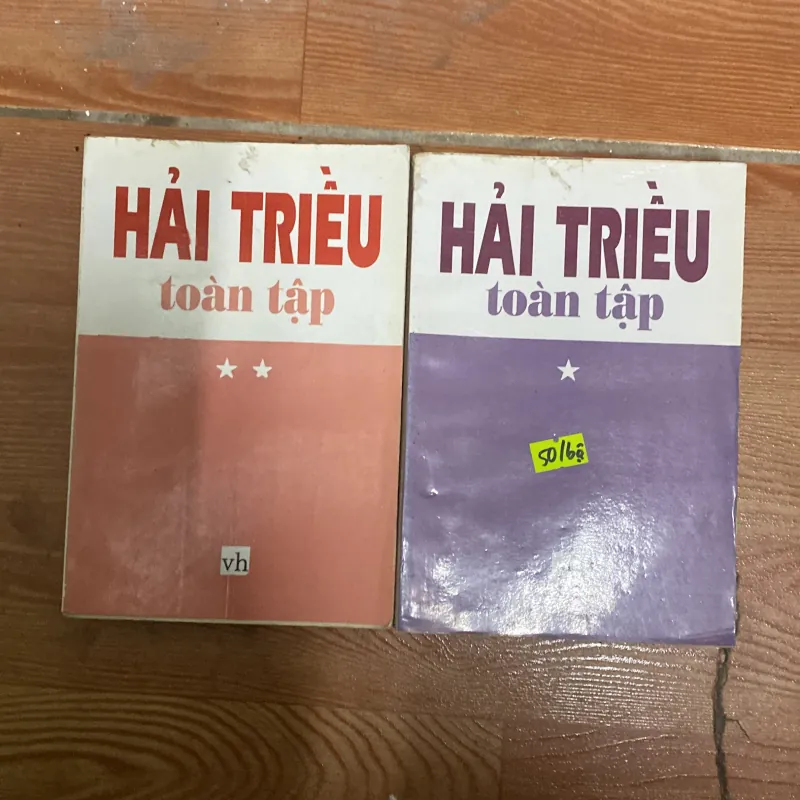 HẢI TRIỀU
toàn tập
vh
HẢI TRIỀU
toàn tập
50/bộ